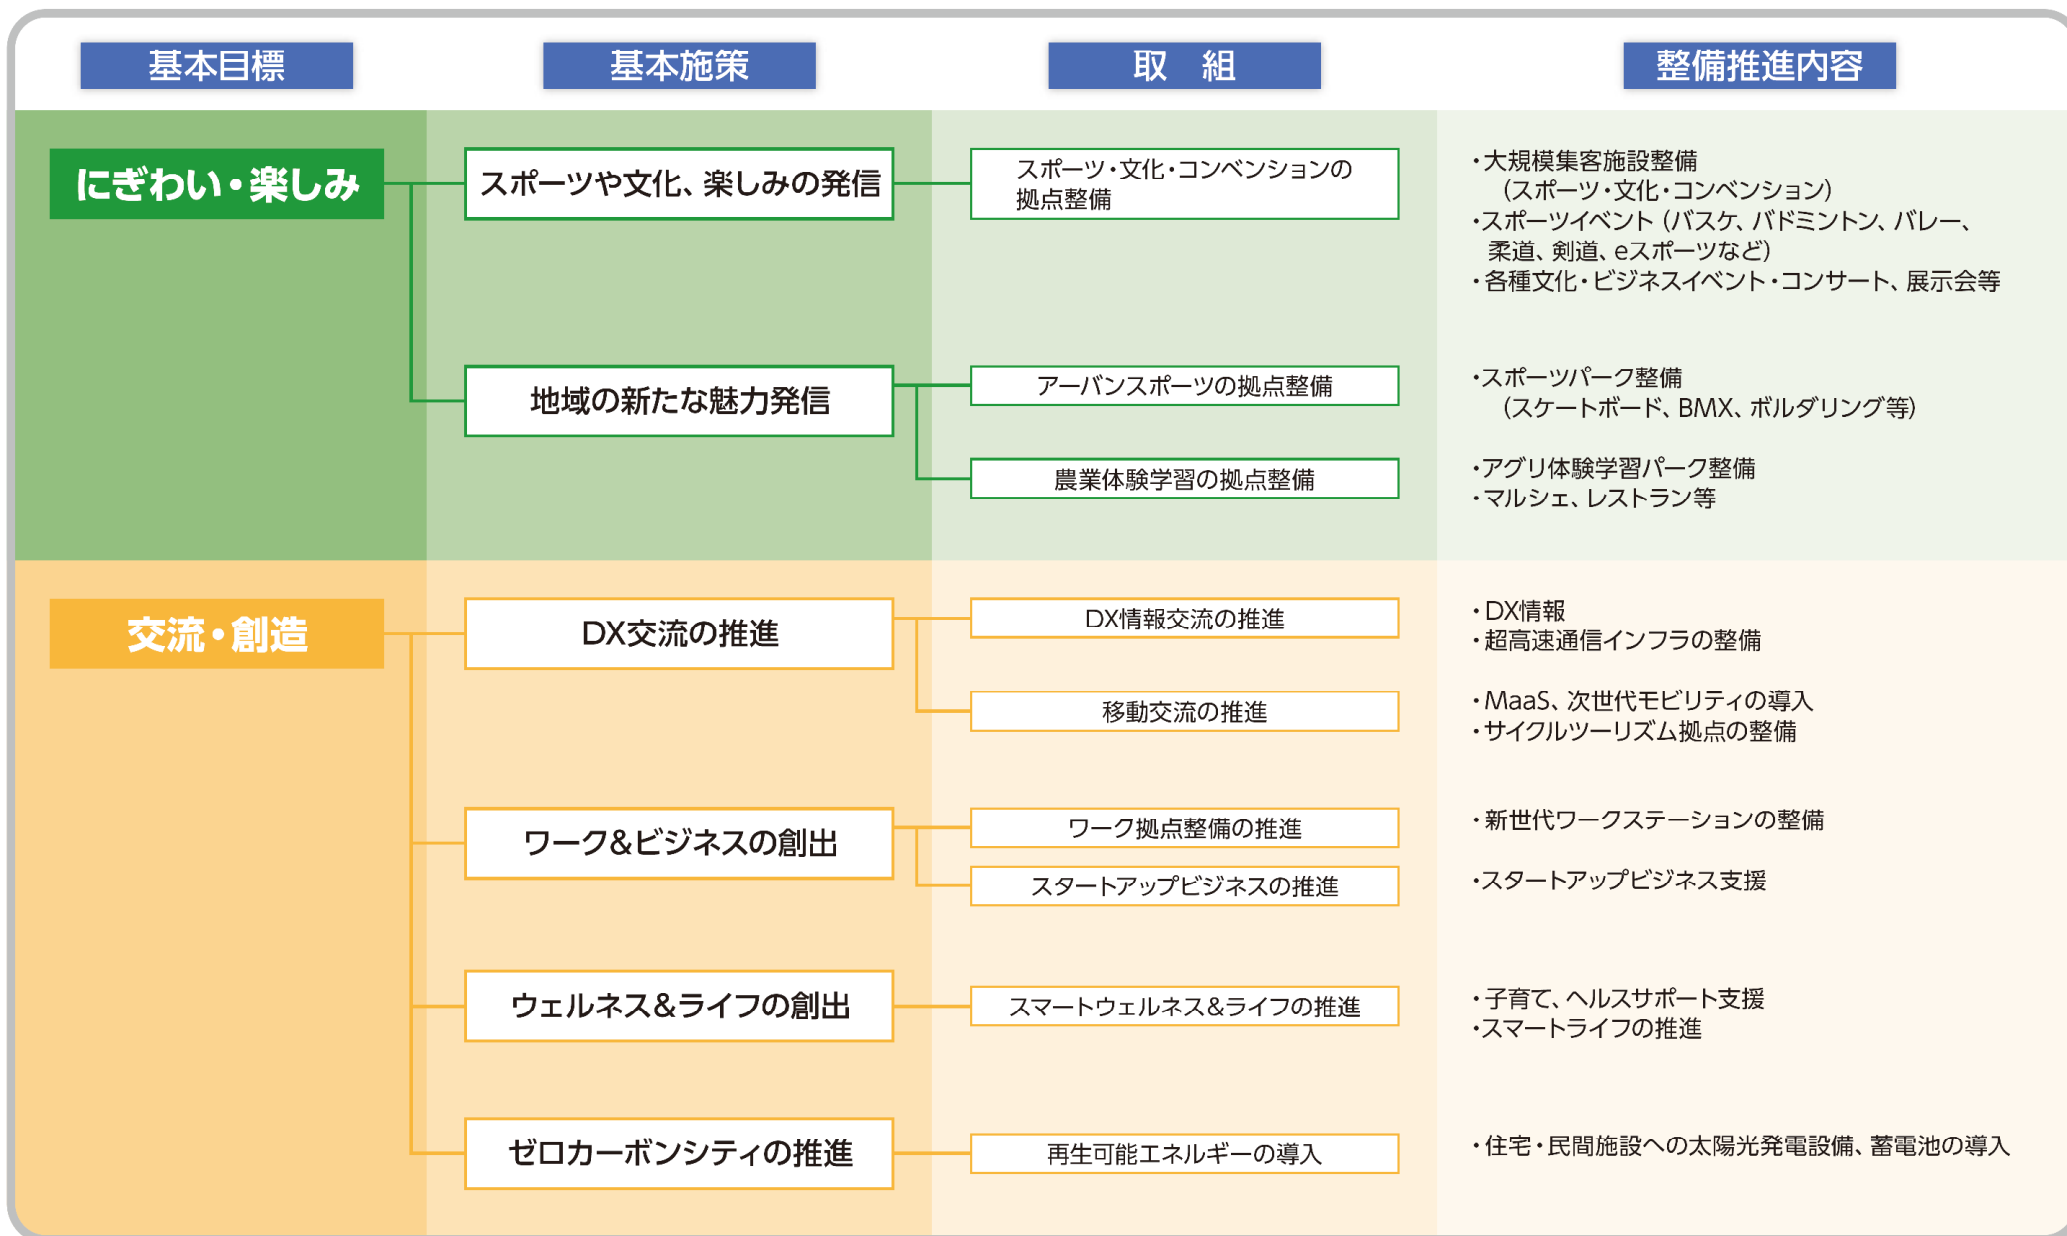 基本目標
基本施策
取 組
整備推進内容
にぎわい・楽しみ
スポーツや文化、楽しみの発信
スポーツ・文化・コンベンションの
拠点整備
・大規模集客施設整備
（スポーツ・文化・コンベンション）
・スポーツイベント（バスケ、バドミントン、バレー、
柔道、剣道、eスポーツなど）
・各種文化・ビジネスイベント・コンサート、展示会等
地域の新たな魅力発信
アーバンスポーツの拠点整備
・スポーツパーク整備
（スケートボード、BMX、ボルダリング等）
農業体験学習の拠点整備
・アグリ体験学習パーク整備
・マルシェ、レストラン等
交流・創造
DX交流の推進
DX情報交流の推進
・DX情報
・超高速通信インフラの整備
移動交流の推進
・MaaS、次世代モビリティの導入
・サイクルツーリズム拠点の整備
ワーク&ビジネスの創出
ワーク拠点整備の推進
・新世代ワークステーションの整備
スタートアップビジネスの推進
・スタートアップビジネス支援
ウェルネス&ライフの創出
スマートウェルネス&ライフの推進
・子育て、ヘルスサポート支援
・スマートライフの推進
ゼロカーボンシティの推進
再生可能エネルギーの導入
・住宅・民間施設への太陽光発電設備、蓄電池の導入